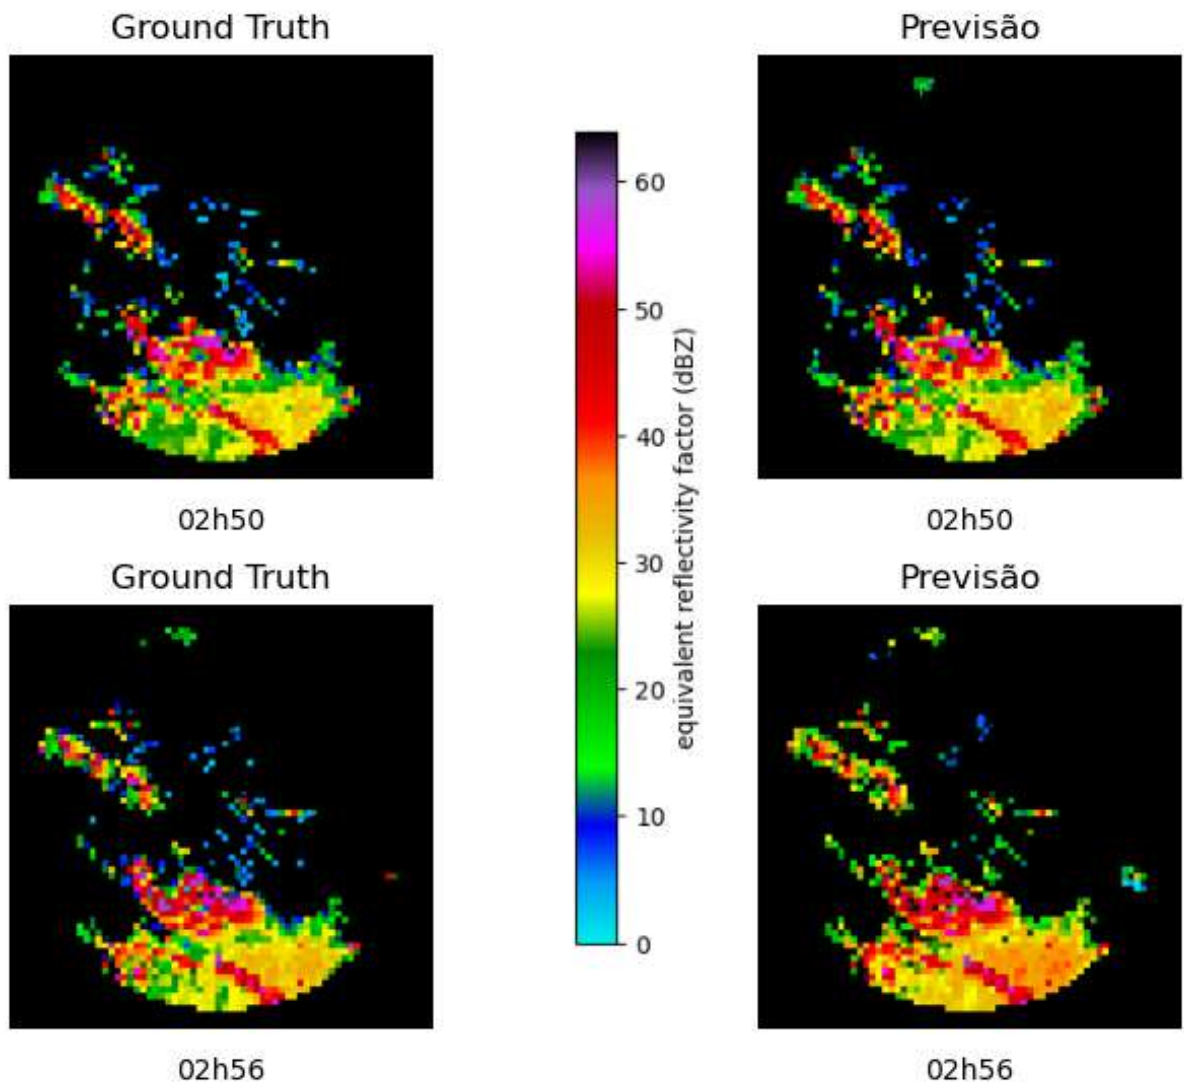 Ground Truth
Previsão
02h50
02h50
60
50
40
30
20
10
0
equivalent reflectivity factor (dBZ)
Ground Truth
Previsão
02h56
02h56